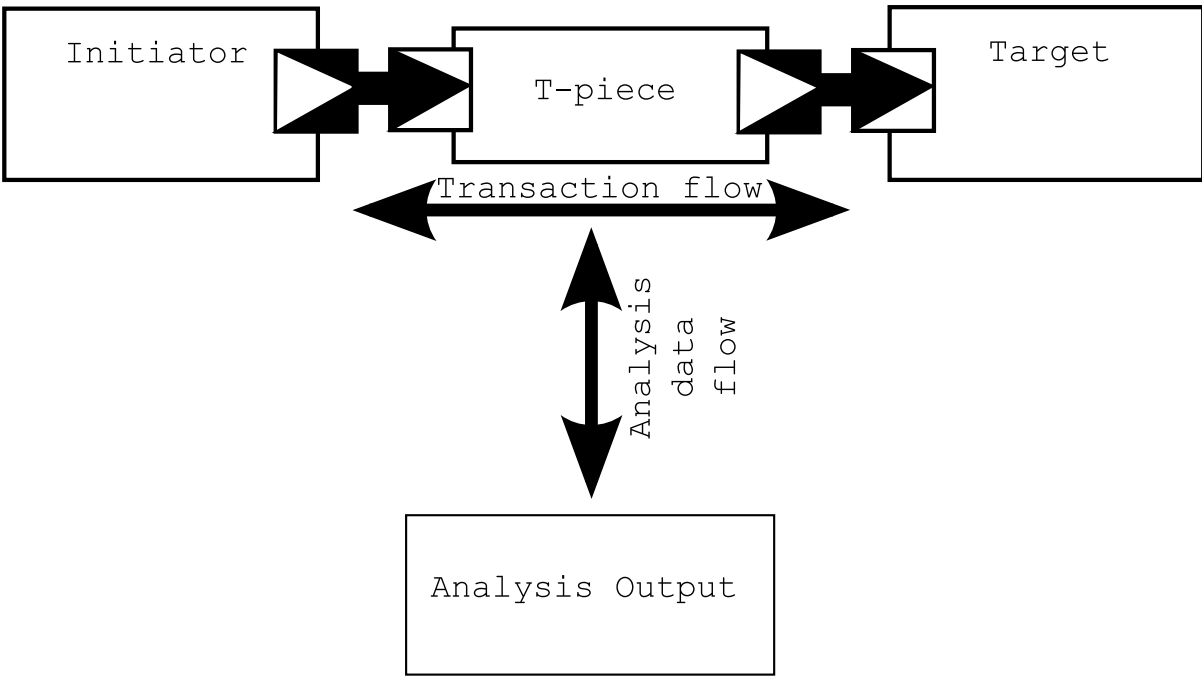 Initiator
T-piece
Target
Transaction flow
Analysis
data
flow
Analysis Output